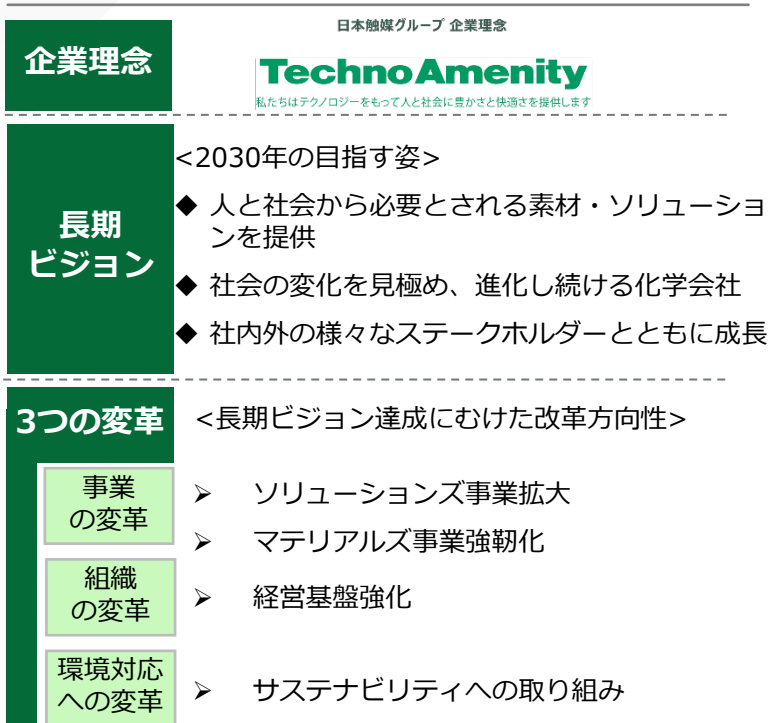 日本触媒グループ 企業理念
企業理念
TechnoAmenity
私たちはテクノロジーをもって人と社会に豊かさと快適さを提供します
長期
ビジョン
<2030年の目指す姿>
◆ 人と社会から必要とされる素材・ソリューショ
ンを提供
◆ 社会の変化を見極め、進化し続ける化学会社
◆ 社内外の様々なステークホルダーとともに成長
3つの変革
<長期ビジョン達成にむけた改革方向性>
事業
の変革
➢ ソリューションズ事業拡大
➢ マテリアルズ事業強靭化
組織
の変革
➢ 経営基盤強化
環境対応
への変革
➢ サステナビリティへの取り組み